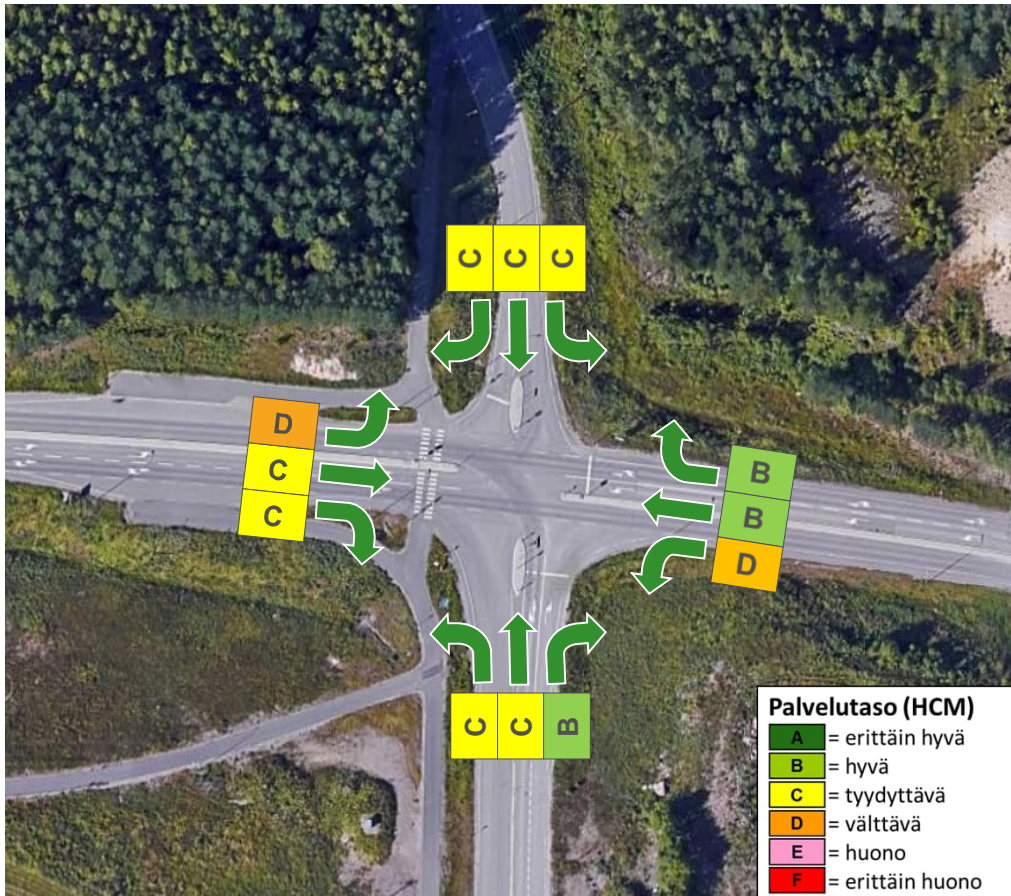 C C C
D
C
C
B
B
D
C C B
Palvelutaso (HCM)
A = erittäin hyvä
B = hyvä
C = tyydyttävä
D = välttävä
E = huono
F = erittäin huono